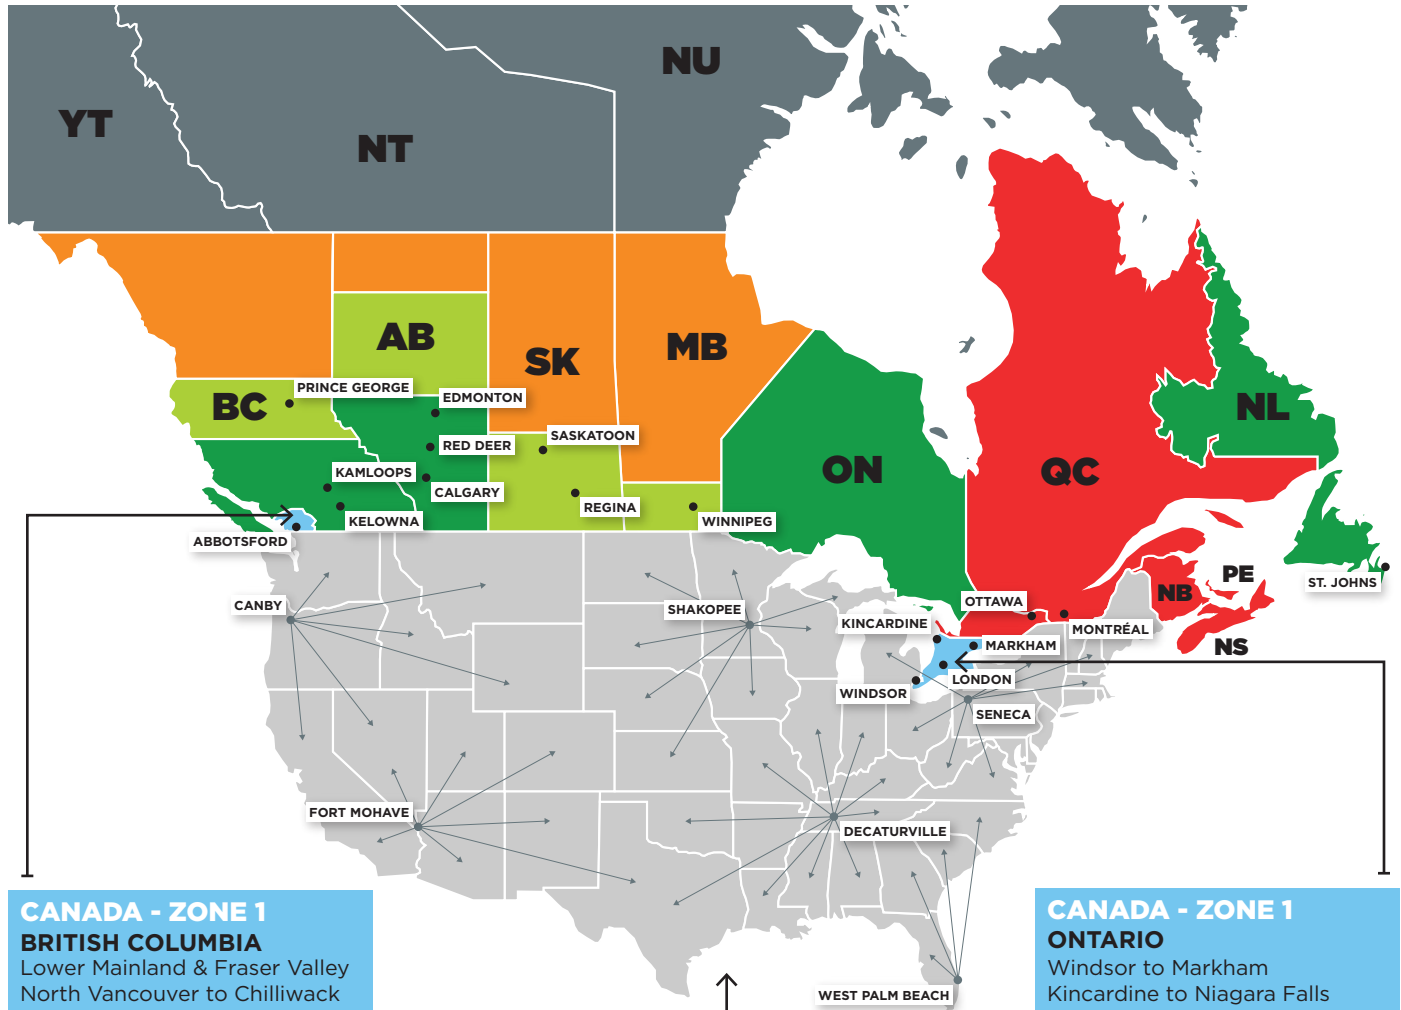 NU
YT
NT
AB
SK
MB
PRINCE GEORGE
BC
EDMONTON
NL
SASKATOON
RED DEER
ON
QC
KAMLOOPS
CALGARY
REGINA
KELOWNA
WINNIPEG
ABBOTSFORD
PE
ST. JOHNS
NB
CANBY
SHAKOPEE
OTTAWA
KINCARDINE
MONTRÉAL
MARKHAM
NS
LONDON
WINDSOR
SENECA
FORT MOHAVE
DECATURVILLE
WEST PALM BEACH
CANADA - ZONE 1
BRITISH COLUMBIA
Lower Mainland & Fraser Valley
North Vancouver to Chilliwack
CANADA - ZONE 1
ONTARIO
Windsor to Markham
Kincardine to Niagara Falls